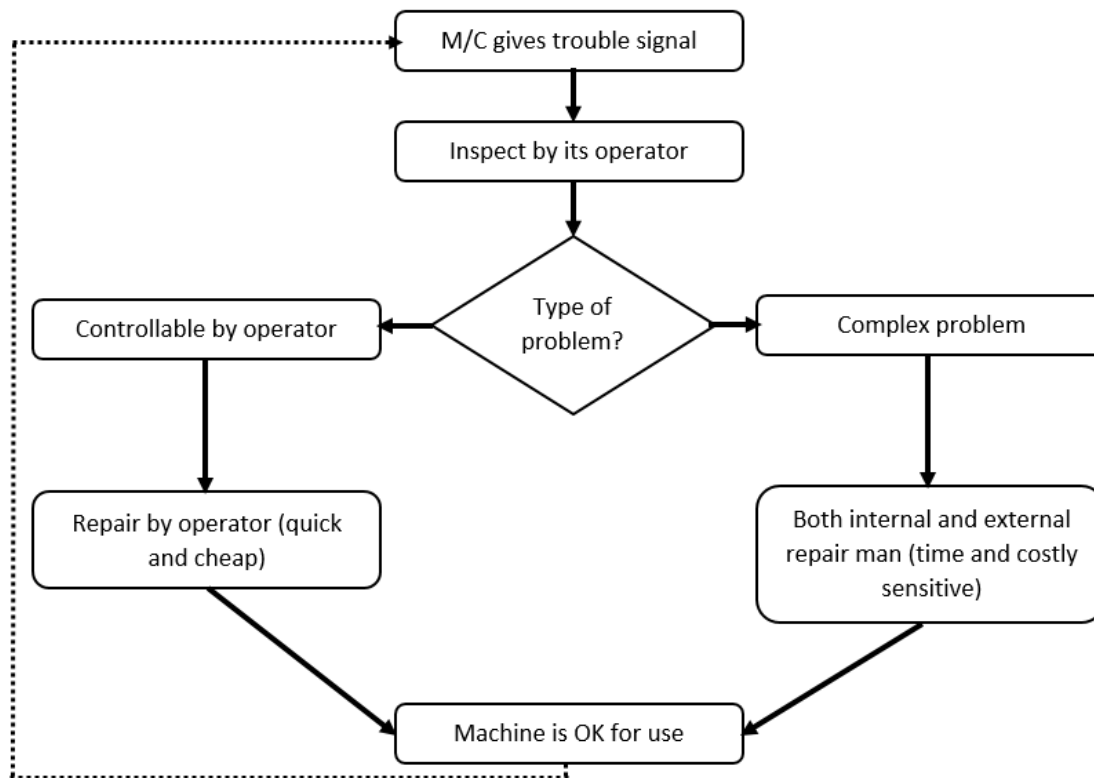 M/C gives trouble signal
Inspect by its operator
Type of
problem?
Controllable by operator
Complex problem
Repair by operator (quick
and cheap)
Both internal and external
repair man (time and costly
sensitive)
Machine is OK for use